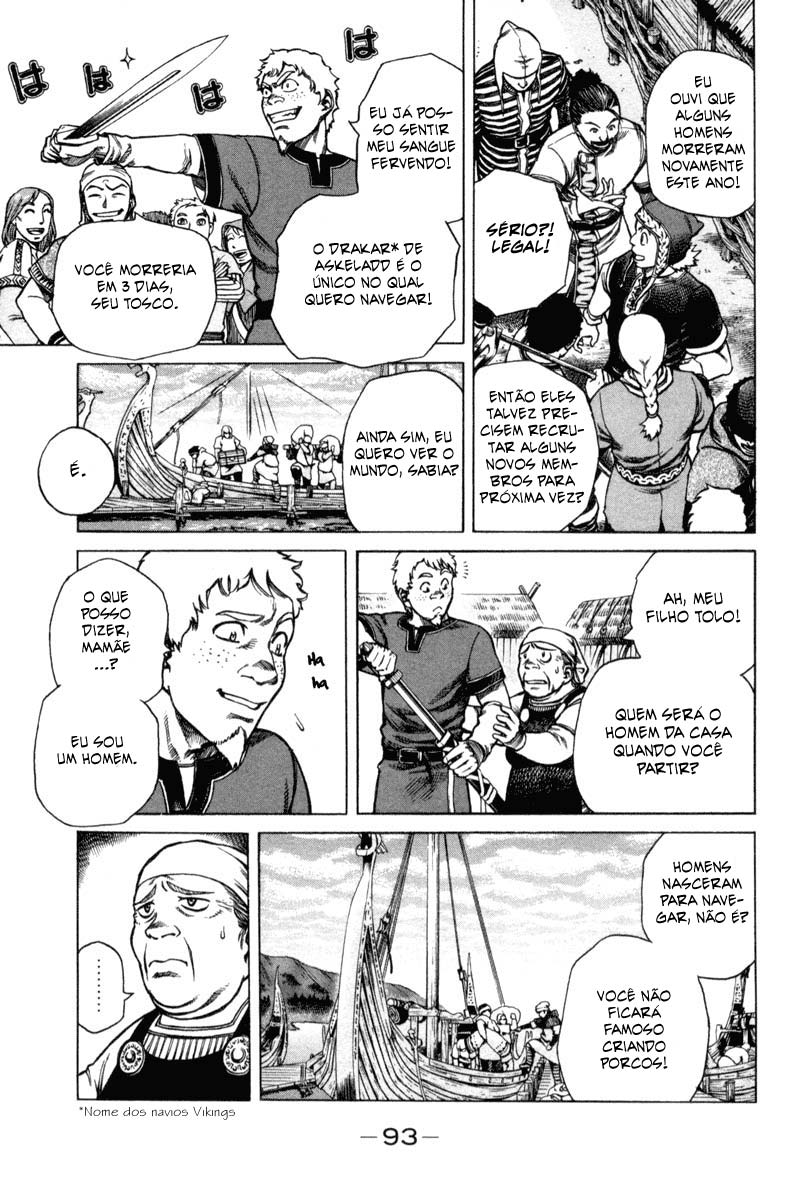 EU
OUVI QUE
ALGUNS
HOMENS
MORRERAM
NOVAMENTE
ESTE ANO!
SÉRIO?!
LEGAL!
ENTÃO ELES
TALVEZ PRE-
CISEM RECRU-
TAR ALGUNS
NOVOS MEM-
BROS PARA
PRÓXIMA VEZ?
EU JÁ POS-
SO SENTIR
MEU SANGUE
FERVENDO!
O DRAKAR* DE
ASKELADD É O
ÚNICO NO QUAL
QUERO NAVEGAR!
は
は
は
は
VOCÊ MORRERIA
EM 3 DIAS,
SEU TOSCO.
AINDA SIM, EU
QUERO VER O
MUNDO, SABIA?
É.
AH, MEU
FILHO TOLO!
QUEM SERÁ O
HOMEM DA CASA
QUANDO VOCÊ
PARTIR?
O QUE
POSSO
DIZER,
MAMÃE
...?
Ha
ha
EU SOU
UM HOMEM.
HOMENS
NASCERAM
PARA NAVE-
GAR, NÃO É?
VOCÊ NÃO
FICARÁ
FAMOSO
CRIANDO
PORCOS!
......
*Nome dos navios Vikings
—93—